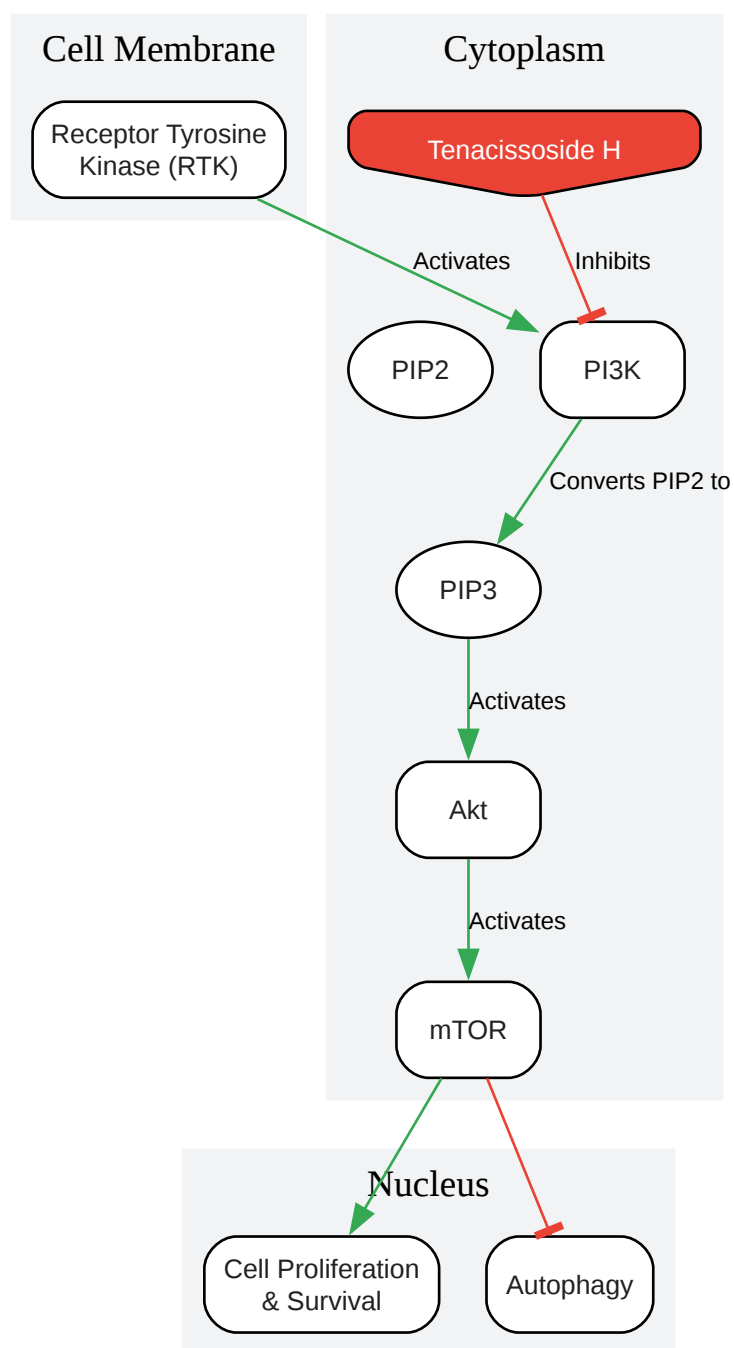 Cell Membrane
Cytoplasm
Receptor Tyrosine
Kinase (RTK)
Tenacissoside H
Activates
Inhibits
PIP2
PI3K
Converts PIP2 to
PIP3
Activates
Akt
Activates
mTOR
Nucleus
Cell Proliferation
& Survival
Autophagy